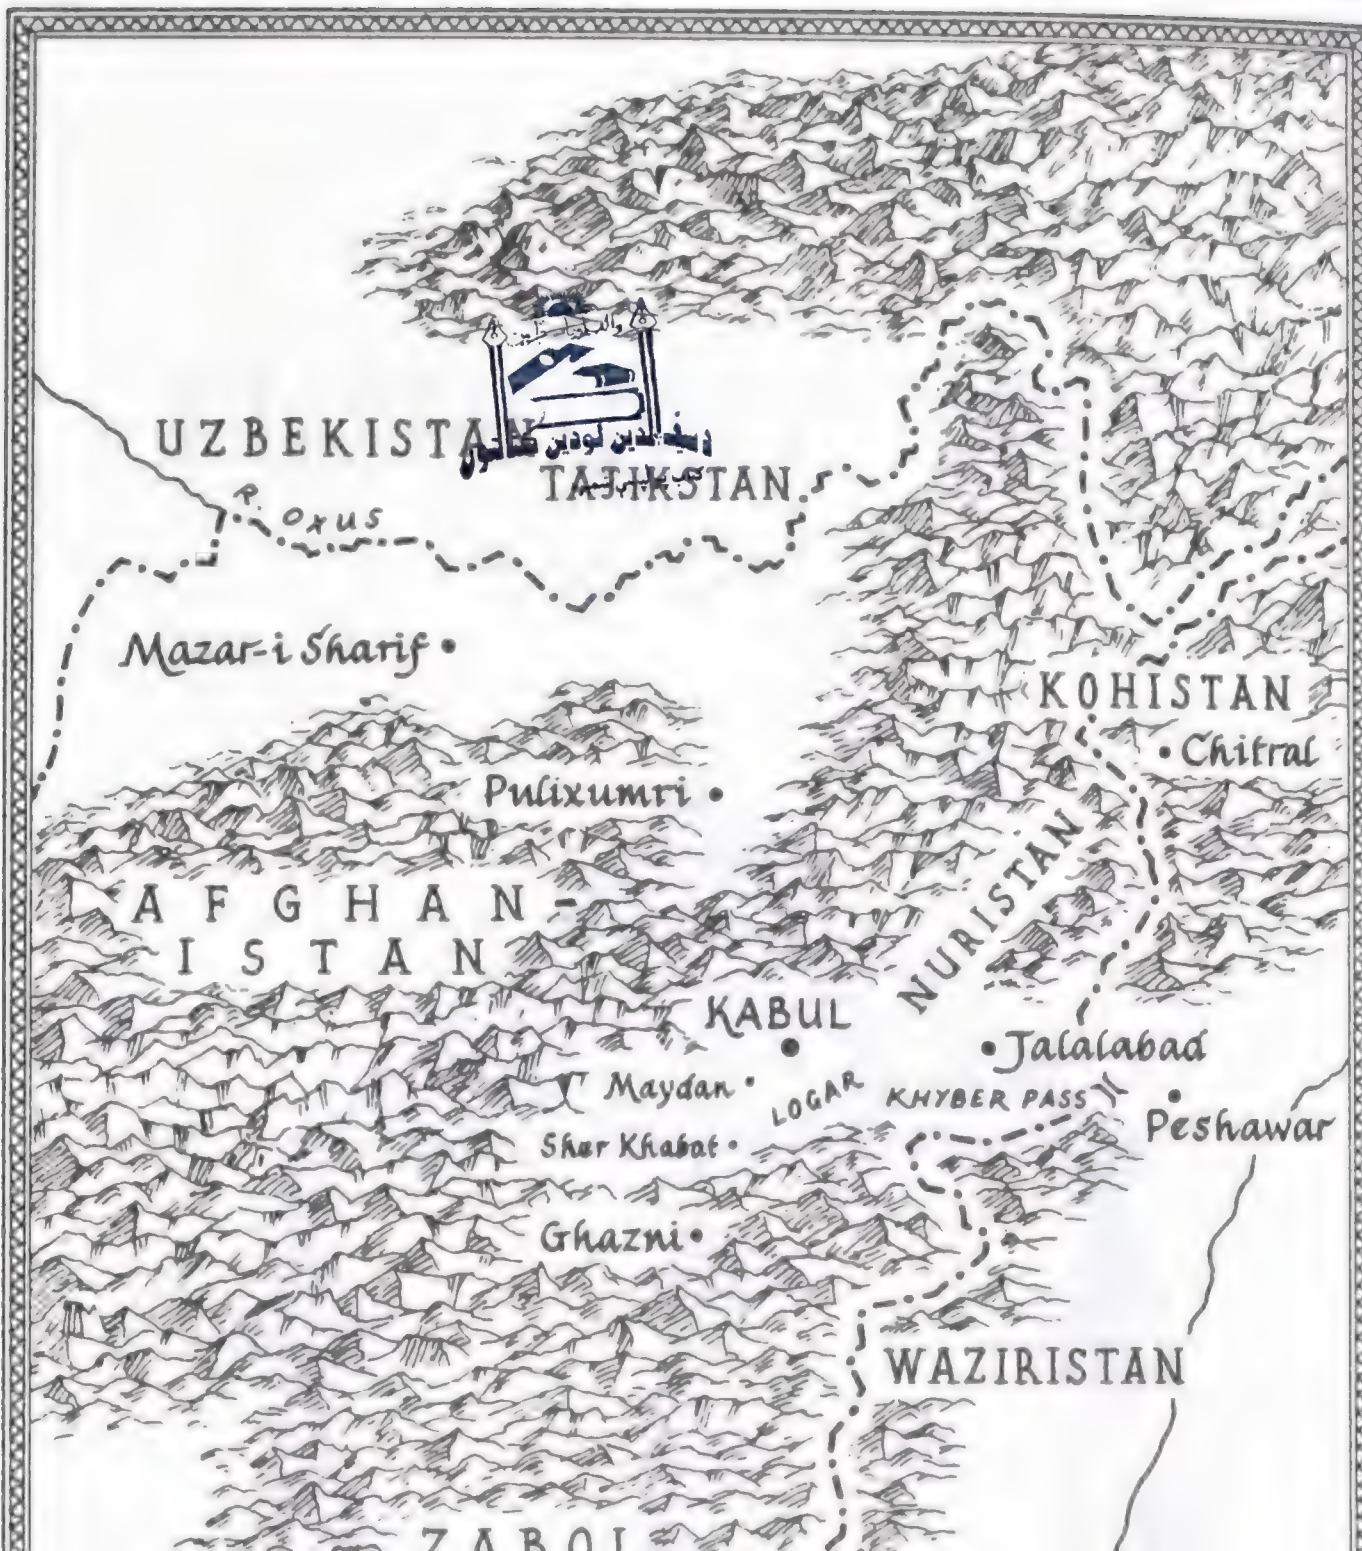 UZBEKISTAN
TAJIKSTAN
R. OXUS
Mazar-i Sharif
KOHISTAN
Chitral
Pulixumri
NURISTAN
AFGHAN-
ISTAN
KABUL
Jalalabad
Maydan
LOGAR
KHYBER PASS
Peshawar
Sher Khabat
Ghazni
WAZIRISTAN
ZABOL